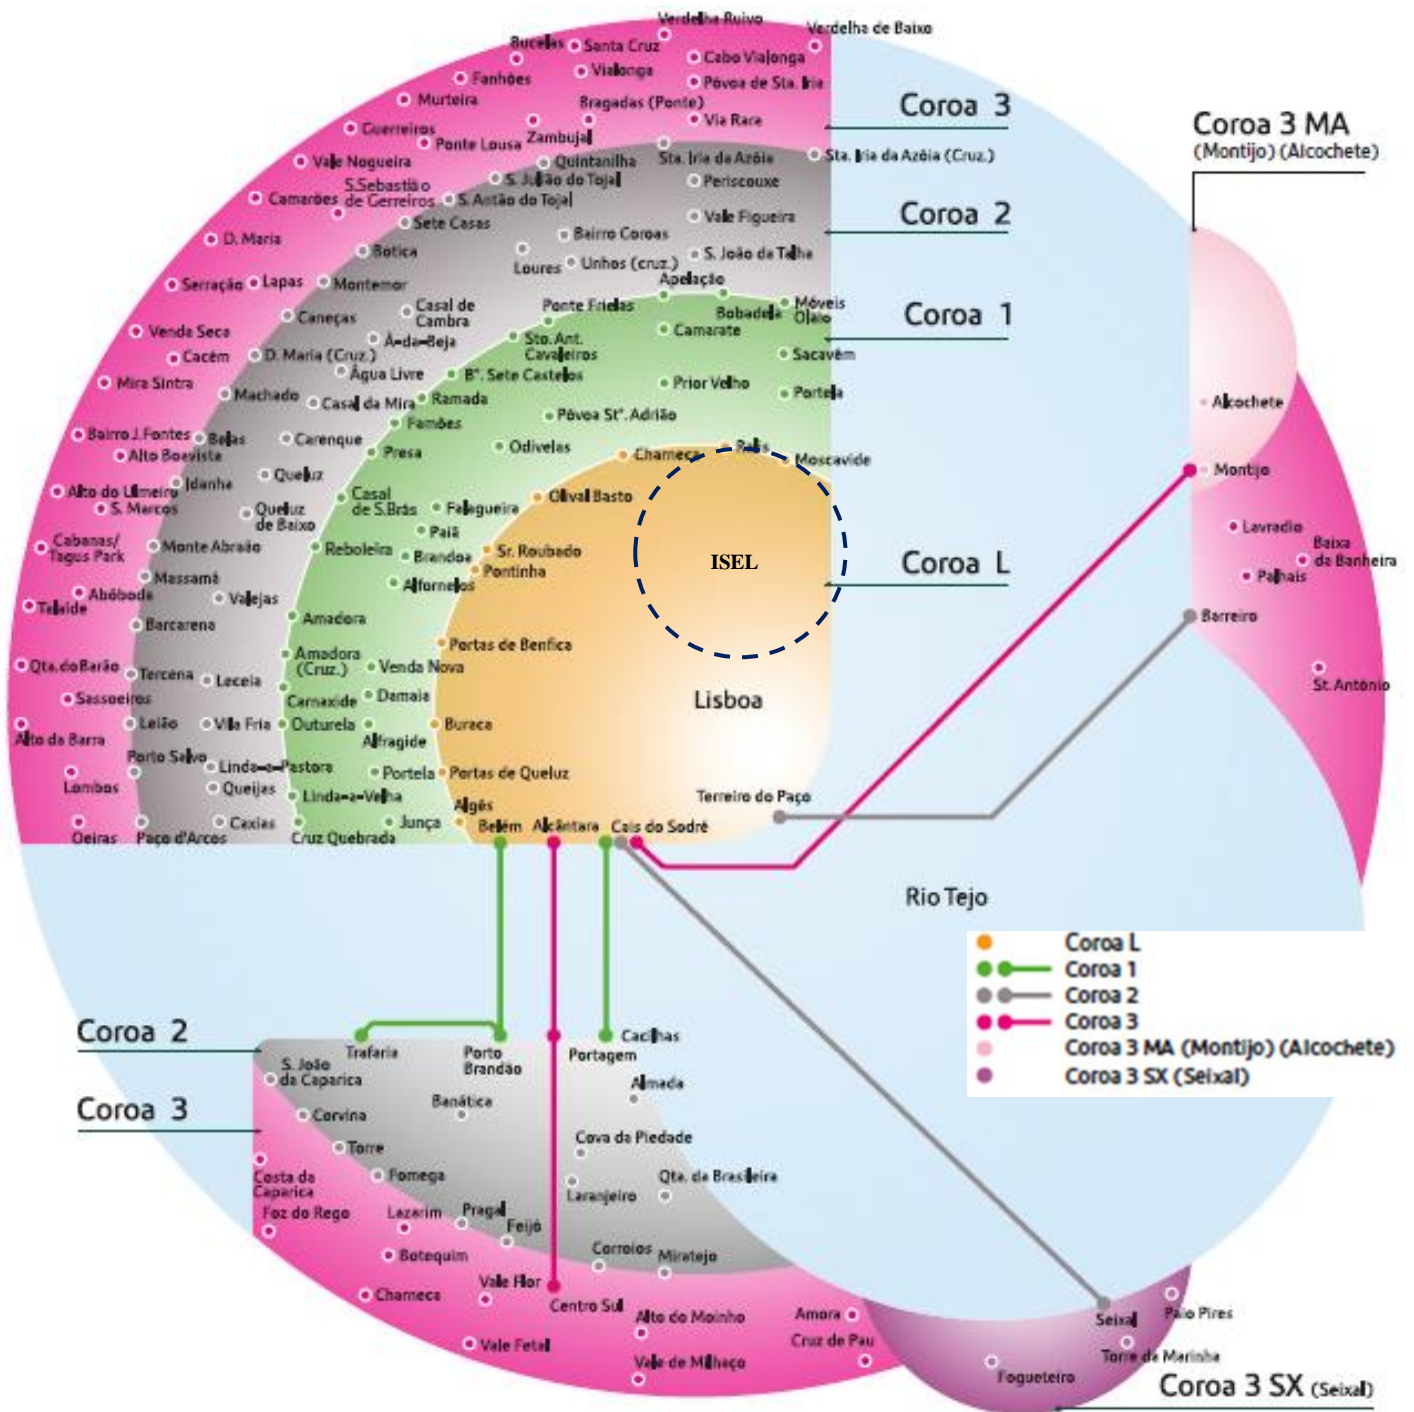 Verdelha Ruivo
Verdelha de Baixo
Bucelas
Santa Cruz
Cabo Vialonga
Vialonga
Fanhões
Póvoa de Sta. Iria
Murteira
Bragadas (Ponte)
Coroa 3
Via Rara
Guerreiros
Zambujal
Ponte Lousa
Coroa 3 MA
(Montijo) (Alcochete)
Vale Nogueira
Quintanilha
Sta. Iria da Azóia
Sta. Iria da Azóia (Cruz.)
S. Julião do Tojal
Periscouxe
S.Sebastião
de Gerreiros
Camarões
S. Antão do Tojal
Coroa 2
Vale Figueira
Sete Casas
D. Maria
Bairro Coroas
Botica
S. João da Talha
Loures
Unhos (cruz.)
Serração
Lapas
Montemor
Apelação
Ponte Frielas
Móveis
Olaio
Bobadela
Coroa 1
Casal de
Cambra
Caneças
Venda Seca
À-da-Beja
Sto. Ant.
Cavaleiros
Camarate
Cacém
D. Maria (Cruz.)
Sacavém
Água Livre
Bº. Sete Castelos
Mira Sintra
Prior Velho
Portela
Machado
Casal da Mira
Ramada
Alcochete
Póvoa Stº. Adrião
Famões
Bairro J.Fontes
Belas
Carenque
Alto Boavista
Presa
Odivelas
Charneca
Ralis
Moscavide
Montijo
Queluz
Idanha
Alto do Ulmeiro
S. Marcos
Casal
de S.Brás
Olival Basto
Queluz
de Baixo
Falagueira
Lavradio
Paiã
Cabanas/
Tagus Park
Monte Abraão
Reboleira
Brandoa
Sr. Roubado
Baixa
da Banheira
ISEL
Coroa L
Pontinha
Massamá
Alfornelos
Palhais
Abóboda
Valejas
Talaíde
Amadora
Barreiro
Barcarena
Portas de Benfica
Amadora
(Cruz.)
Qta. do Barão
Venda Nova
Tercena
Leceia
St. António
Sassoeiros
Carnaxide
Damaia
Lisboa
Leião
Vila Fria
Outurela
Buraca
Alto da Barra
Alfragide
Porto Salvo
Linda-a-Pastora
Portela
Portas de Queluz
Lombos
Queijas
Linda-a-Velha
Terreiro do Paço
Algés
Caxias
Junça
Belém
Alcântara
Cais do Sodré
Oeiras
Paço d'Arcos
Cruz Quebrada
Rio Tejo
Coroa L
Coroa 1
Coroa 2
Coroa 3
Coroa 3 MA (Montijo) (Alcochete)
Coroa 3 SX (Seixal)
Coroa 2
Cacilhas
Trafaria
Porto
Brandão
Portagem
S. João
da Caparica
Almada
Banática
Coroa 3
Corvina
Cova da Piedade
Torre
Costa da
Caparica
Fomega
Qta. da Brasileira
Laranjeiro
Foz do Rego
Lazarim
Pragal
Feijó
Botequim
Corroios
Miratejo
Vale Flor
Charneca
Centro Sul
Alto do Moinho
Amora
Seixal
Paio Pires
Vale Fetal
Cruz de Pau
Vale de Milhaço
Torre da Marinha
Fogueteiro
Coroa 3 SX (Seixal)